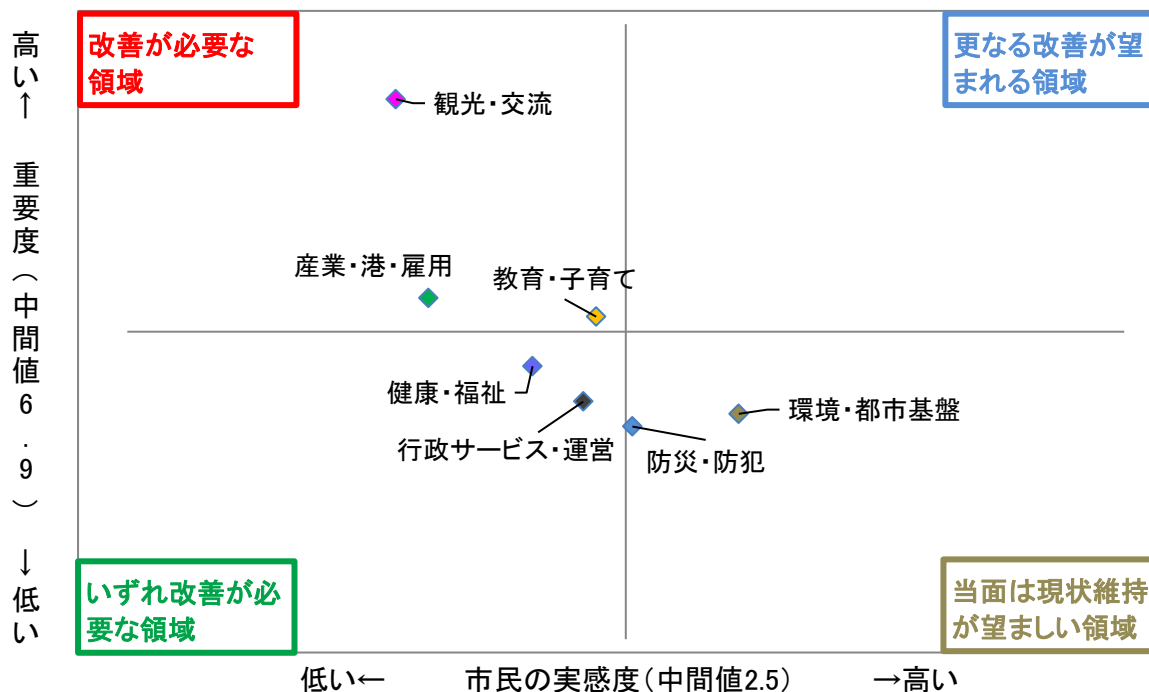 改善が必要な
領域
更なる改善が望
まれる領域
高い↑　重要度（中間値6.9）　↓低い
観光・交流
産業・港・雇用
教育・子育て
健康・福祉
行政サービス・運営
防災・防犯
環境・都市基盤
いずれ改善が必
要な領域
当面は現状維持
が望ましい領域
低い←　市民の実感度（中間値2.5）　→高い